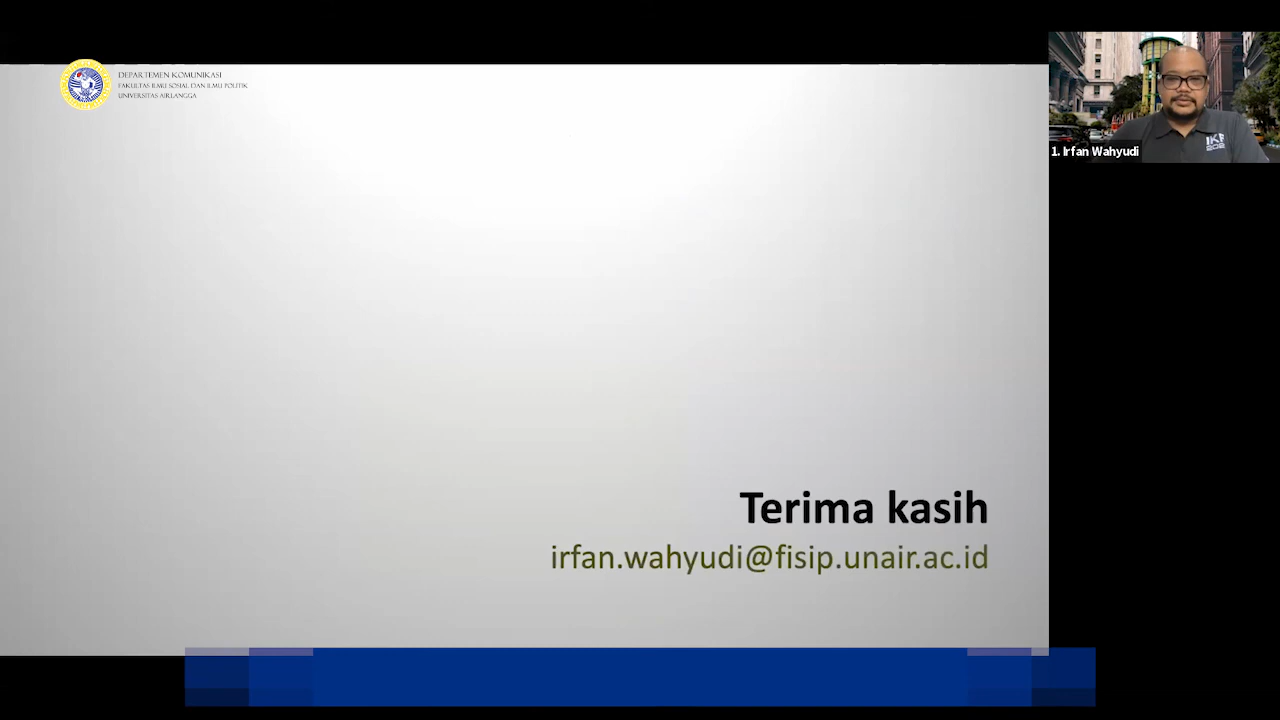 DEPARTEMEN KOMUNIKASI
FAKULTAS ILMU SOSIAL DAN ILMU POLITIK
UNIVERSITAS AIRLANGGA
1. Irfan Wahyudi
Terima kasih
irfan.wahyudi@fisip.unair.ac.id